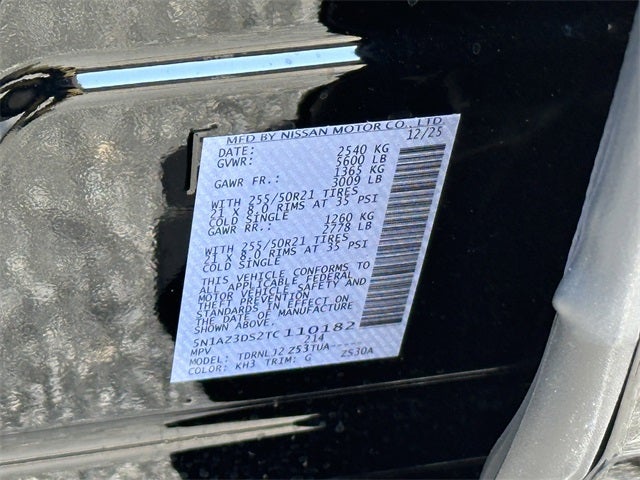 MFD BY NISSAN MOTOR CO., LTD.
DATE: 12/25
GVWR: 2540 KG
5600 LB
GAWR FR.: 1365 KG
3009 LB
WITH 255/50R21 TIRES
21 X 8.0 RIMS AT 35 PSI
COLD SINGLE
GAWR RR.: 1260 KG
2778 LB
WITH 255/50R21 TIRES
21 X 8.0 RIMS AT 35 PSI
COLD SINGLE
THIS VEHICLE CONFORMS TO
ALL APPLICABLE FEDERAL
MOTOR VEHICLE SAFETY AND
THEFT PREVENTION
STANDARDS IN EFFECT ON
THE DATE OF MANUFACTURE
SHOWN ABOVE.
5N1AZ3DS2TC110182
MPV 214
MODEL: TDRNLJ2 Z53TUA-----
COLOR: KH3 TRIM: G ZS30A